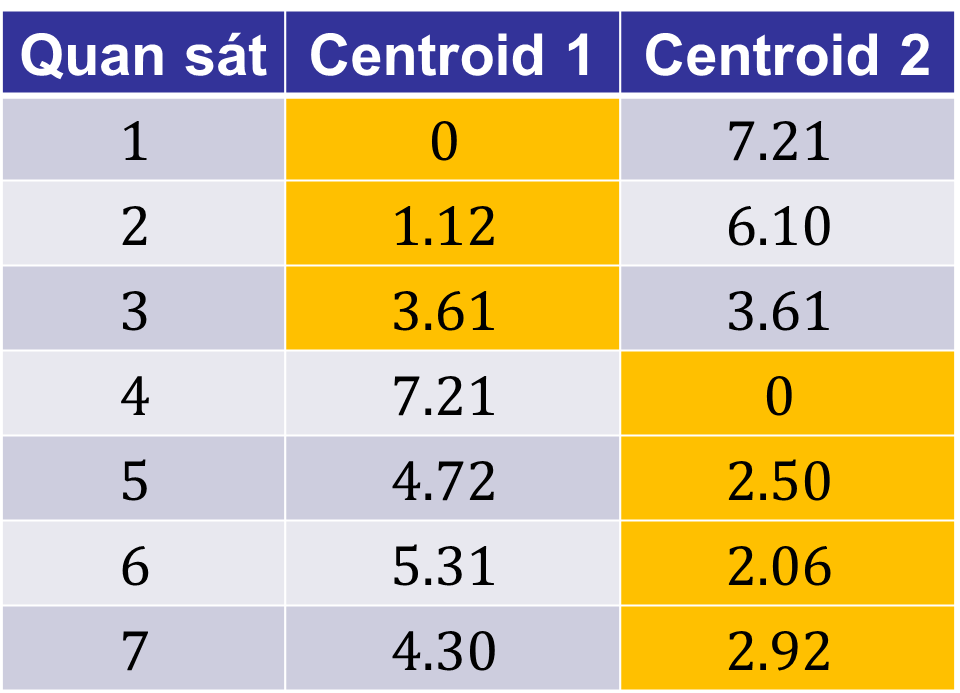 Quan sát Centroid 1 Centroid 2
1 0 7.21
2 1.12 6.10
3 3.61 3.61
4 7.21 0
5 4.72 2.50
6 5.31 2.06
7 4.30 2.92